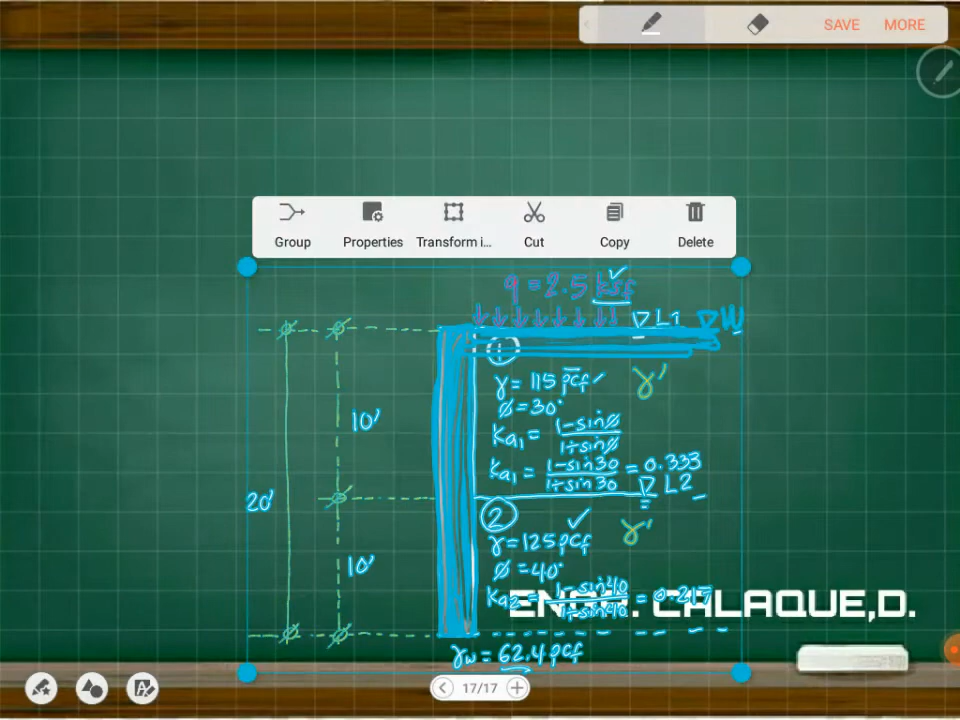 SAVE MORE
Group Properties Transform i... Cut Copy Delete
q = 2.5 ksf
L1 W
1
γ = 115 pcf γ'
ø = 30°
10'
Ka1 = 1-sinø / 1+sinø
Ka1 = 1-sin30 / 1+sin30 = 0.333
L2
20'
2
γ = 125 pcf γ'
ø = 40°
10'
Ka2 = 1-sin40 / 1+sin40 = 0.217
CALAQUE,D.
γw = 62.4 pcf
17/17